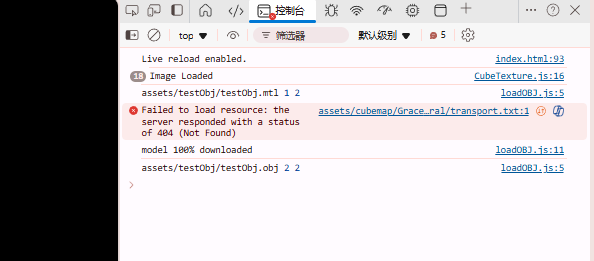 控制台
top
筛选器
默认级别
5
Live reload enabled.
index.html:93
18 Image Loaded
CubeTexture.js:16
assets/testObj/testObj.mtl 1 2
loadOBJ.js:5
Failed to load resource: the
server responded with a status
of 404 (Not Found)
assets/cubemap/Grace…ral/transport.txt:1
model 100% downloaded
loadOBJ.js:11
assets/testObj/testObj.obj 2 2
loadOBJ.js:5